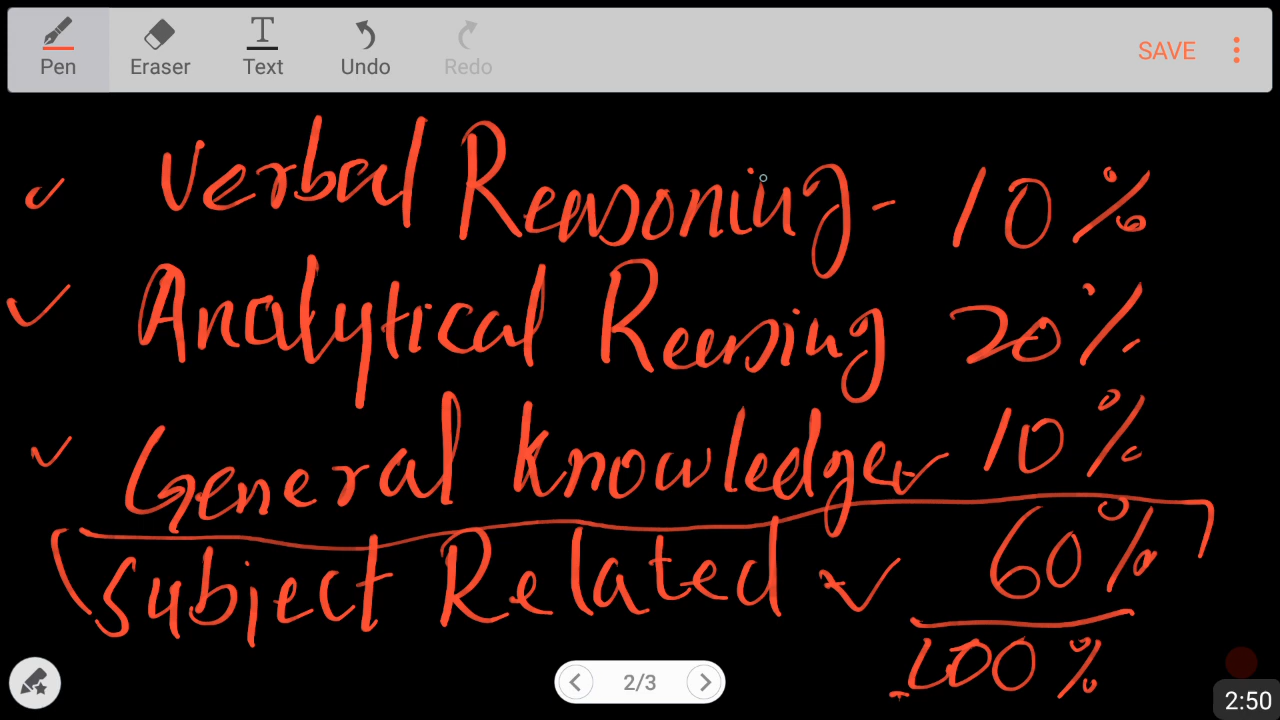 Pen Eraser Text Undo Redo SAVE
Verbal Reasoning - 10%
Analytical Reesing 20%
General Knowledge 10%
Subject Related 60%
100%
2/3
2:50